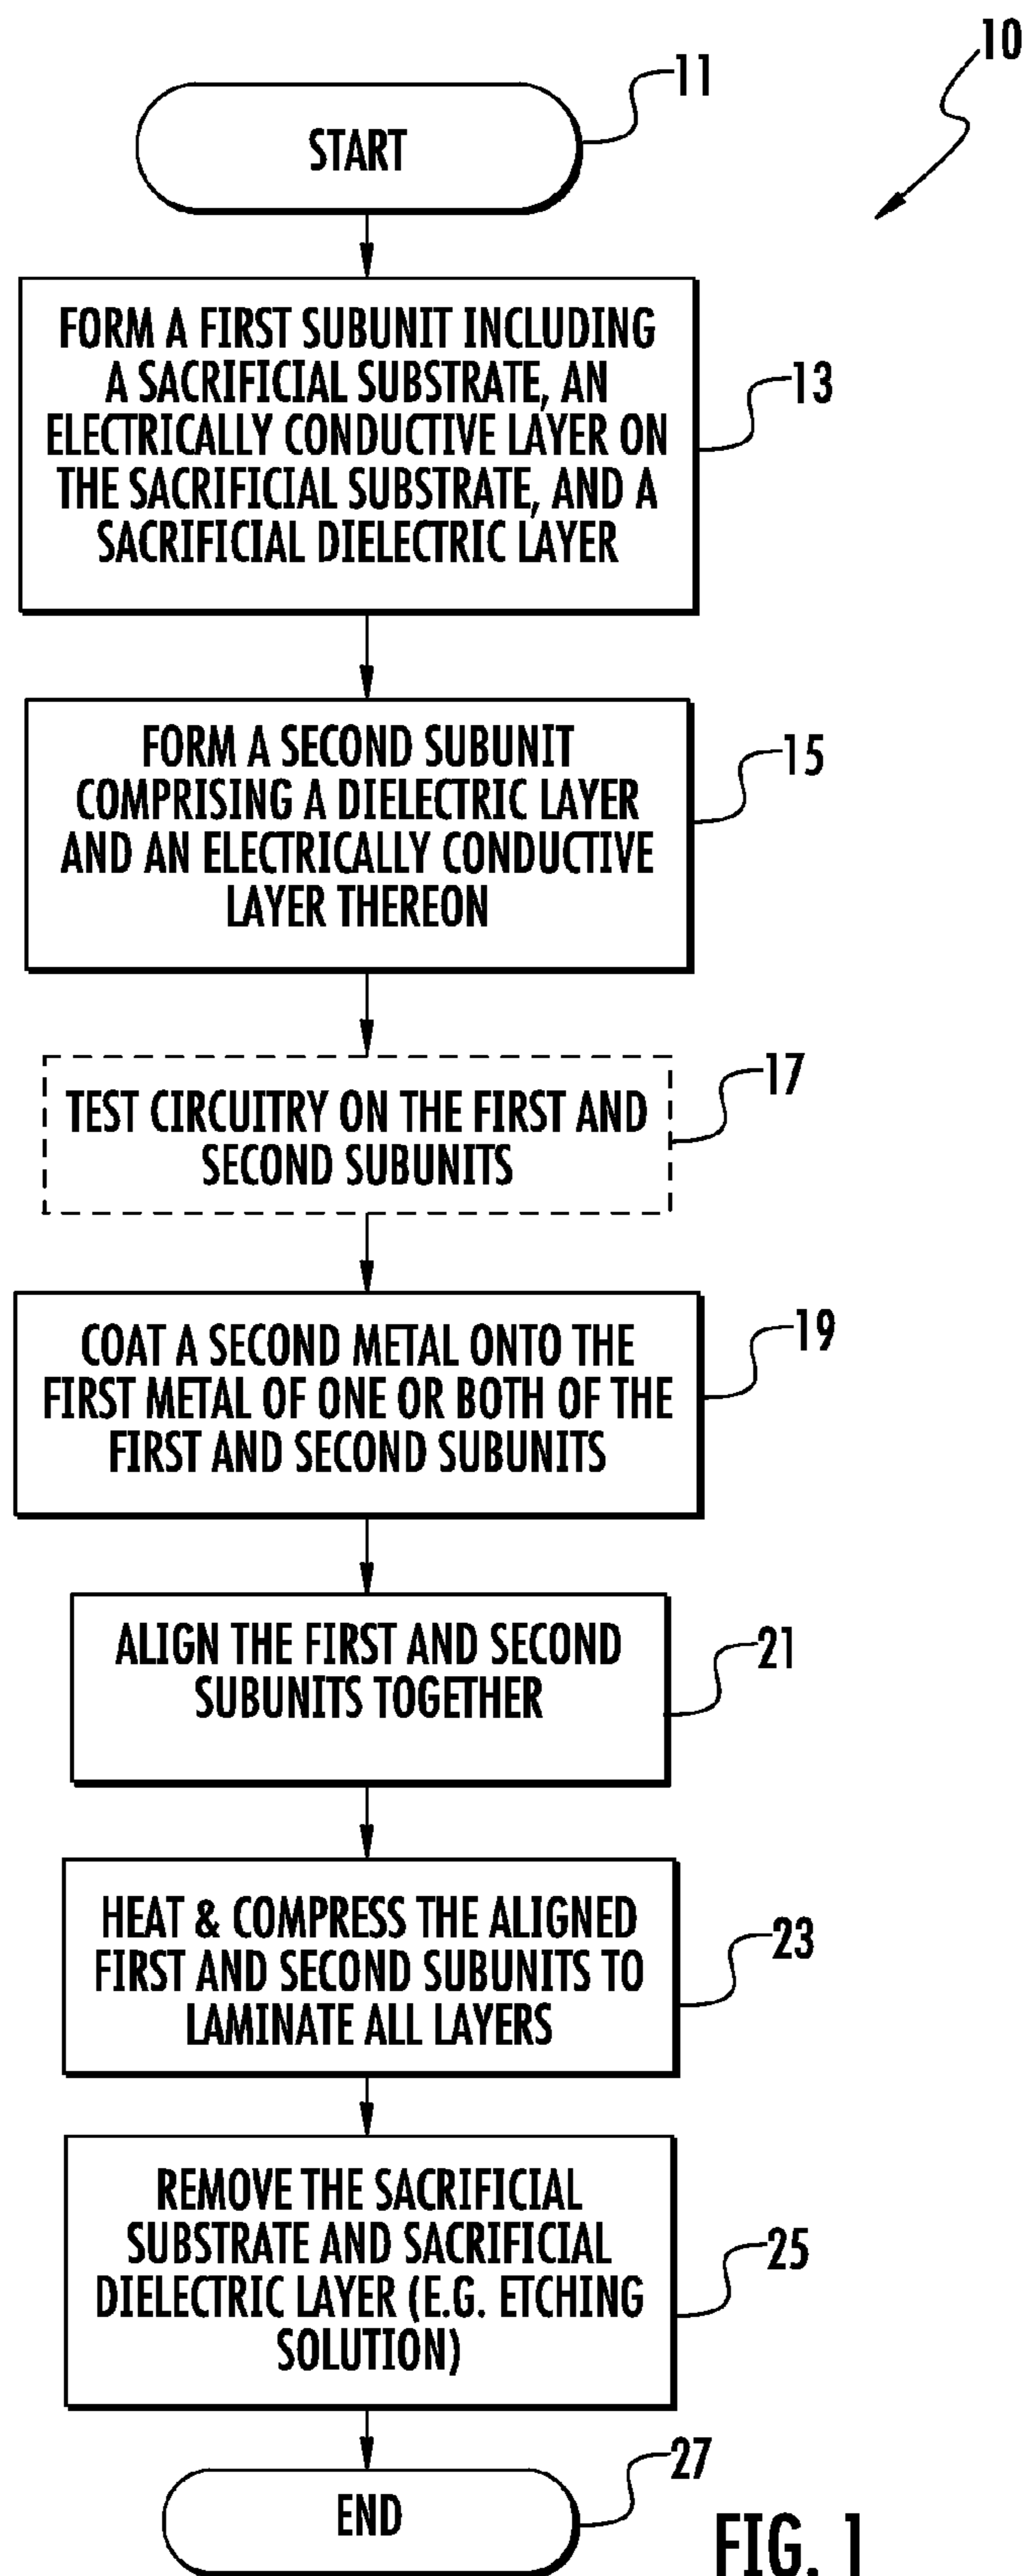 10
11
START
FORM A FIRST SUBUNIT INCLUDING
A SACRIFICIAL SUBSTRATE, AN
ELECTRICALLY CONDUCTIVE LAYER ON
THE SACRIFICIAL SUBSTRATE, AND A
SACRIFICIAL DIELECTRIC LAYER
13
FORM A SECOND SUBUNIT
COMPRISING A DIELECTRIC LAYER
AND AN ELECTRICALLY CONDUCTIVE
LAYER THEREON
15
TEST CIRCUITRY ON THE FIRST AND
SECOND SUBUNITS
17
COAT A SECOND METAL ONTO THE
FIRST METAL OF ONE OR BOTH OF THE
FIRST AND SECOND SUBUNITS
19
ALIGN THE FIRST AND SECOND
SUBUNITS TOGETHER
21
HEAT & COMPRESS THE ALIGNED
FIRST AND SECOND SUBUNITS TO
LAMINATE ALL LAYERS
23
REMOVE THE SACRIFICIAL
SUBSTRATE AND SACRIFICIAL
DIELECTRIC LAYER (E.G. ETCHING
SOLUTION)
25
END
27
FIG. 1